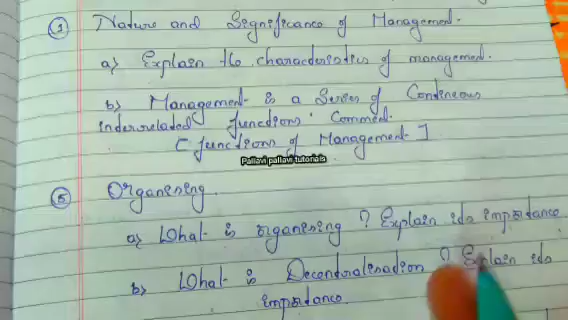 ① Nature and Significance of Management.
a) Explain the characteristics of management.
b) Management is a Series of Continuous
interrelated functions. Comment.
[functions of Management]
Pallavi pallavi tutorials
⑤ Organising
a) What is organising? Explain its importance
b) What is Decentralisation? Explain its
importance.